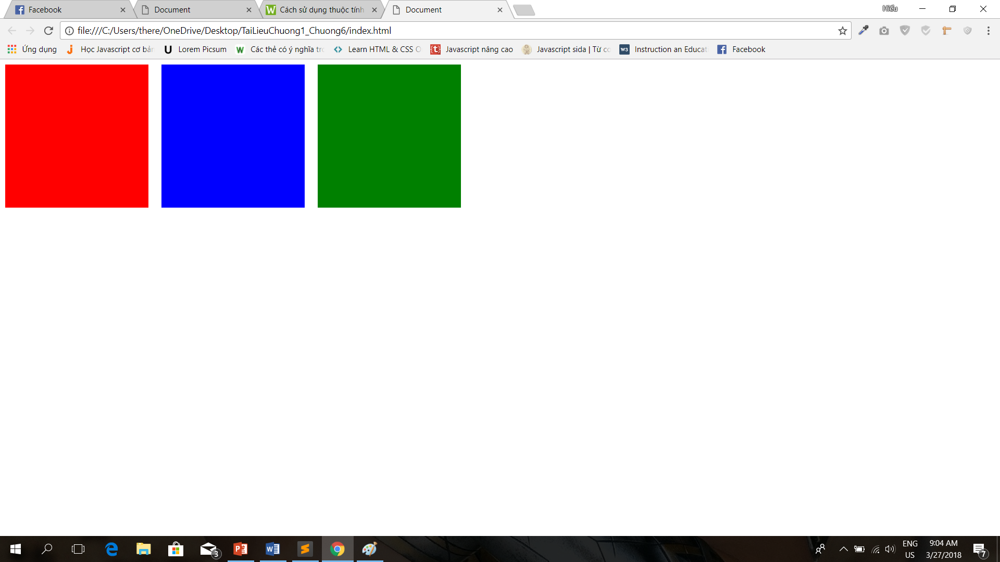 Facebook
Document
Cách sử dụng thuộc tính
Document
Hiếu
file:///C:/Users/there/OneDrive/Desktop/TaiLieuChuong1_Chuong6/index.html
Ứng dụng
Học Javascript cơ bản
Lorem Picsum
Các thẻ có ý nghĩa trc
Learn HTML & CSS O
Javascript nâng cao
Javascript sida | Từ cc
Instruction an Educat
Facebook
3
ENG
US
9:04 AM
3/27/2018
7